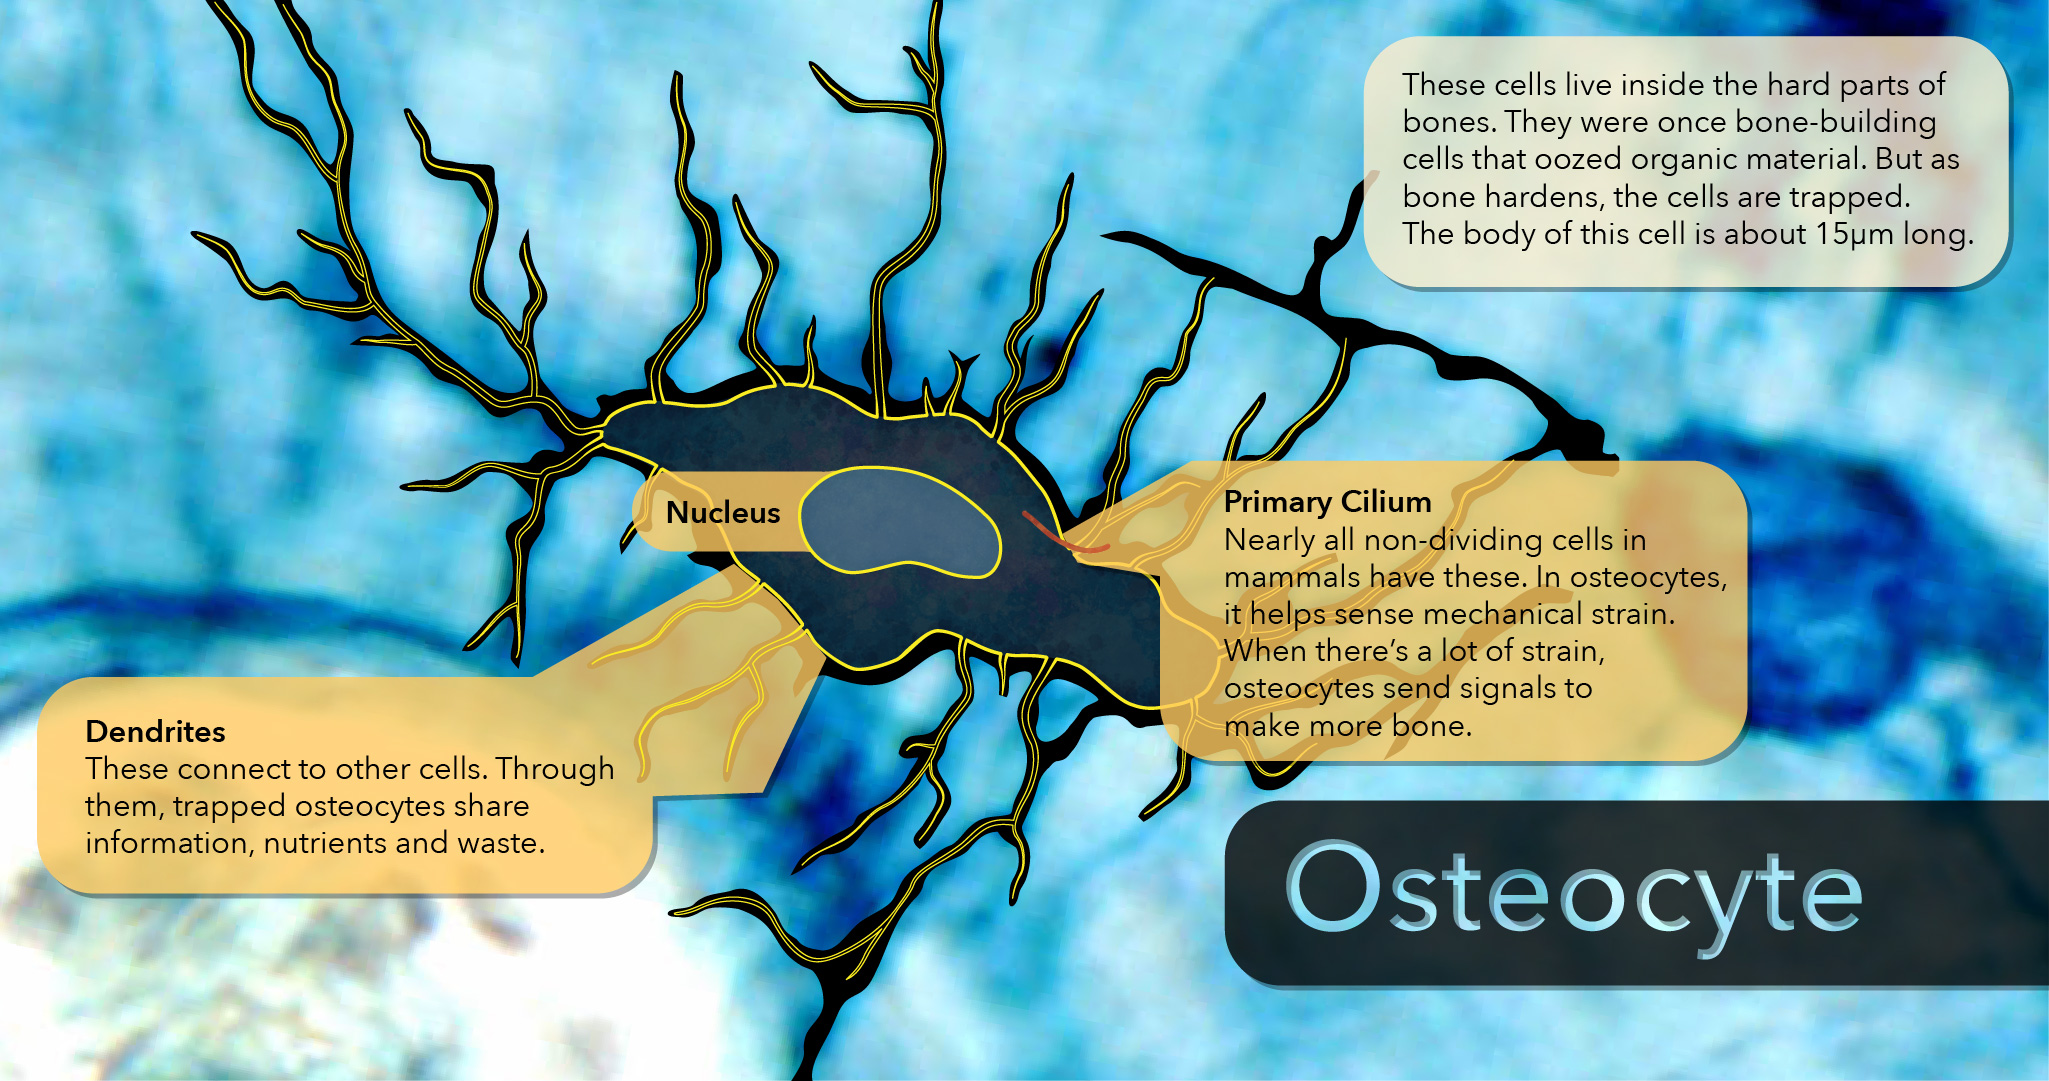 These cells live inside the hard parts of
bones. They were once bone-building
cells that oozed organic material. But as
bone hardens, the cells are trapped.
The body of this cell is about 15µm long.
Nucleus
Primary Cilium
Nearly all non-dividing cells in
mammals have these. In osteocytes,
it helps sense mechanical strain.
When there’s a lot of strain,
osteocytes send signals to
make more bone.
Dendrites
These connect to other cells. Through
them, trapped osteocytes share
information, nutrients and waste.
Osteocyte